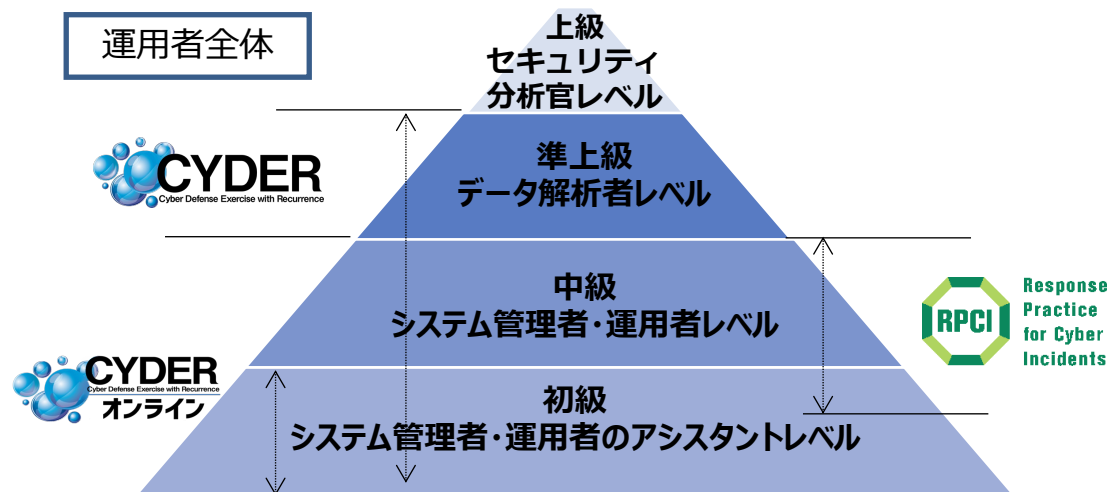 運用者全体
上級
セキュリティ
分析官レベル
CYDER
Cyber Defense Exercise with Recurrence
準上級
データ解析者レベル
中級
システム管理者・運用者レベル
RPCI
Response
Practice
for Cyber
Incidents
CYDER
Cyber Defense Exercise with Recurrence
オンライン
初級
システム管理者・運用者のアシスタントレベル